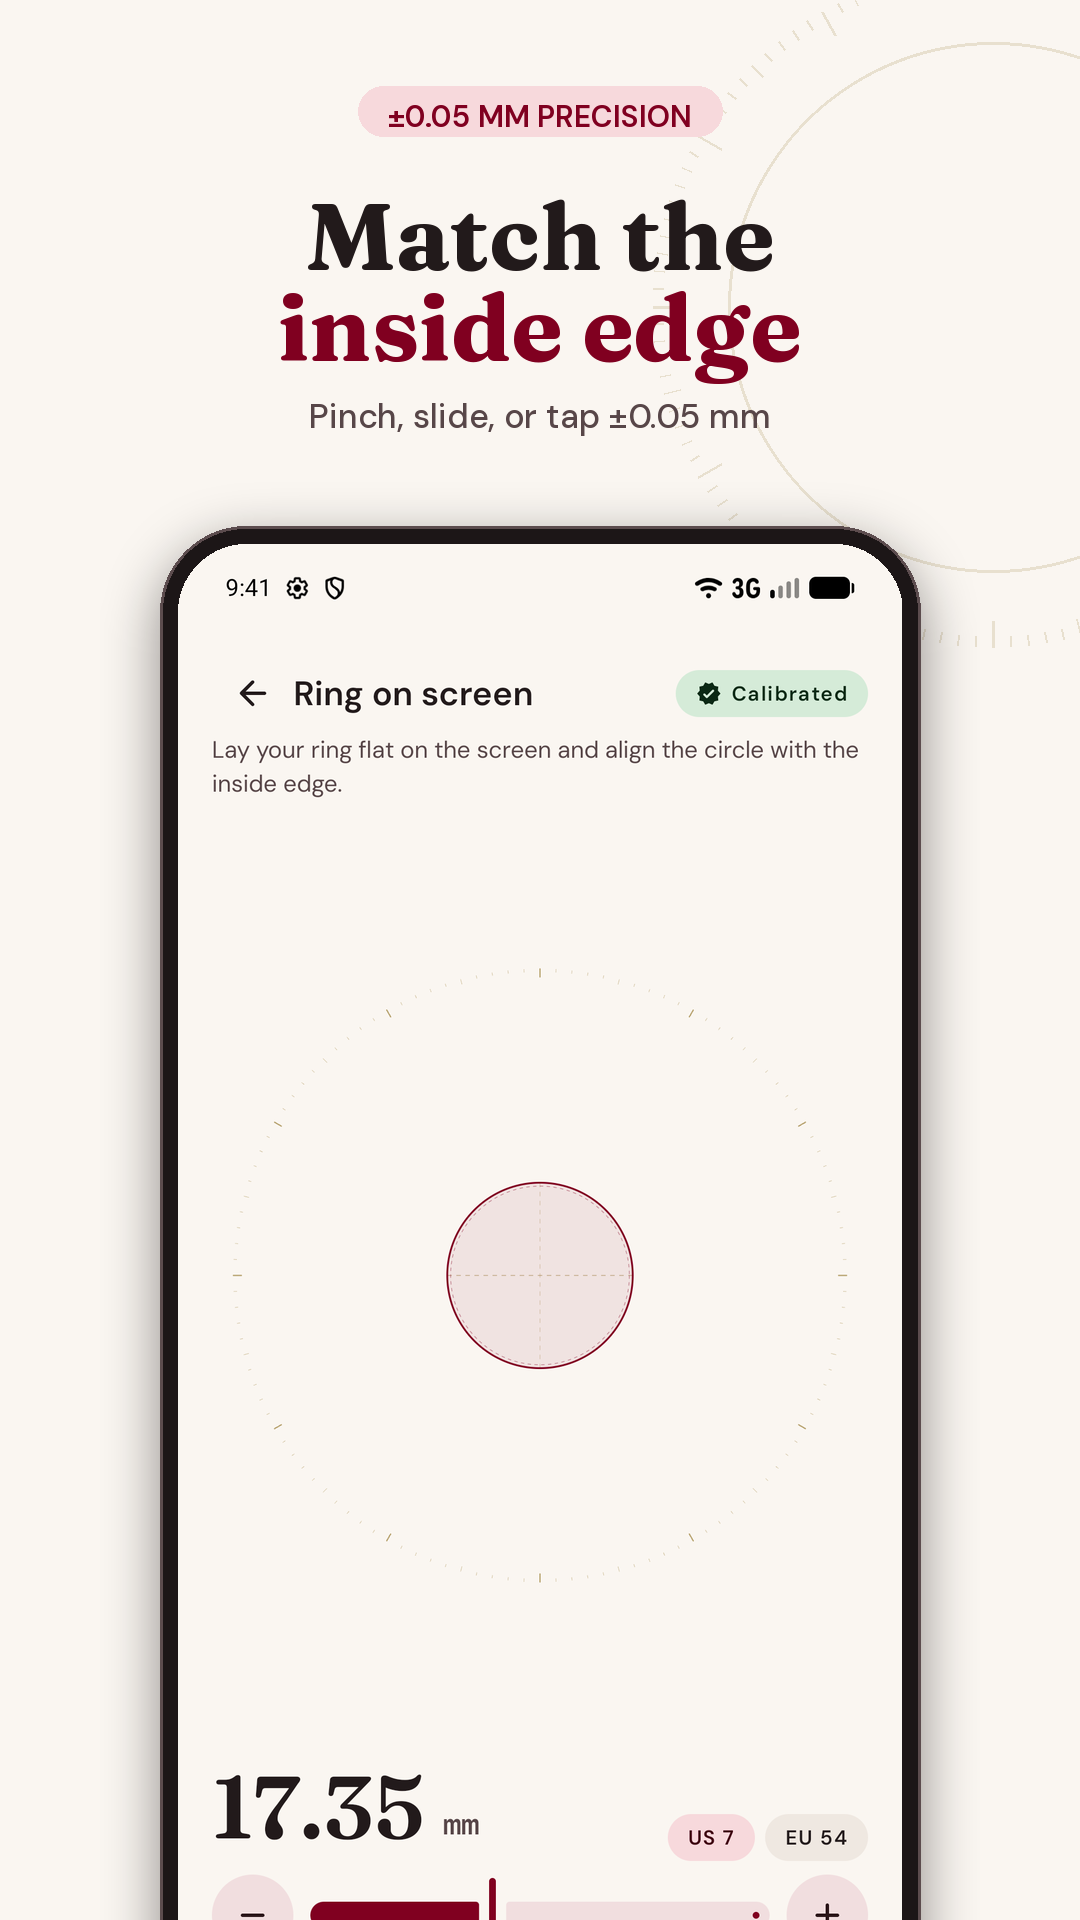 ±0.05 MM PRECISION
Match the
inside edge
Pinch, slide, or tap ±0.05 mm
9:41
3G
Ring on screen
Calibrated
Lay your ring flat on the screen and align the circle with the
inside edge.
17.35 mm
US 7
EU 54